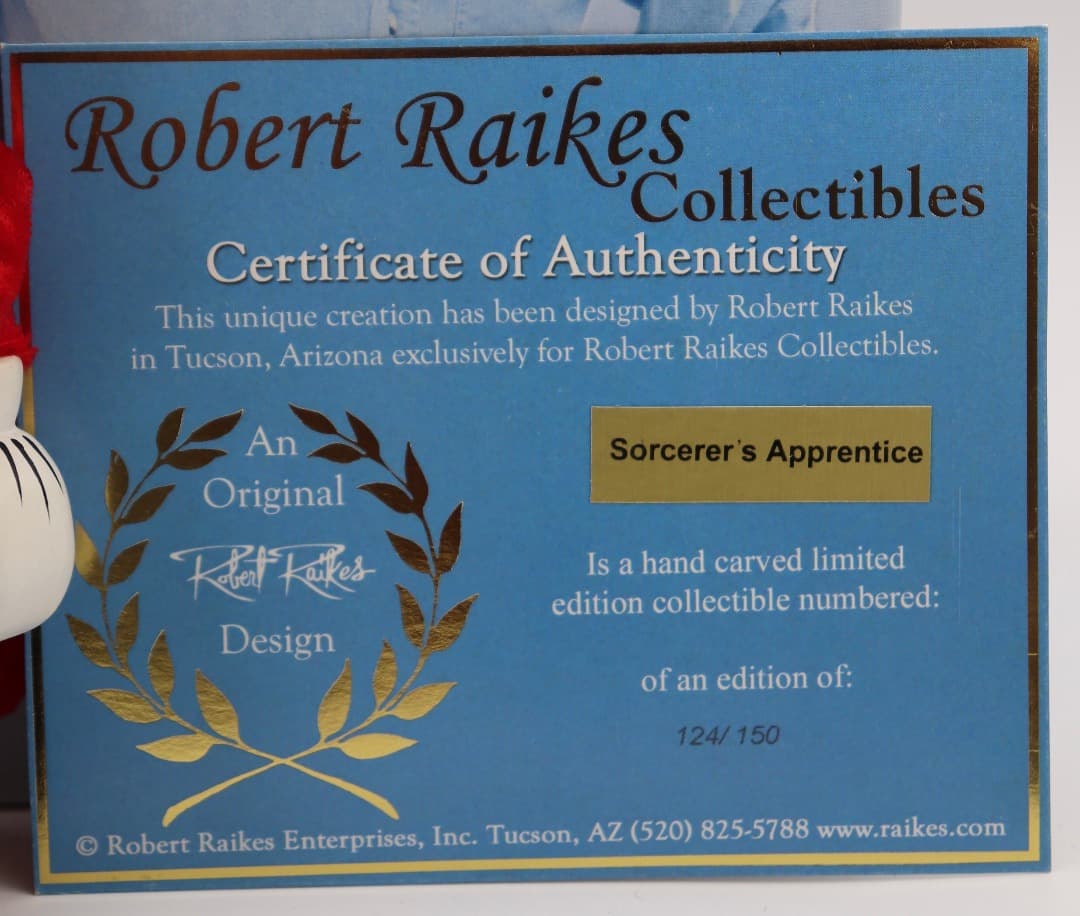 Robert Raikes
Collectibles
Certificate of Authenticity
This unique creation has been designed by Robert Raikes
in Tucson, Arizona exclusively for Robert Raikes Collectibles.
An
Original
Robert Raikes
Design
Sorcerer's Apprentice
Is a hand carved limited
edition collectible numbered:
of an edition of:
124/ 150
© Robert Raikes Enterprises, Inc. Tucson, AZ (520) 825-5788 www.raikes.com